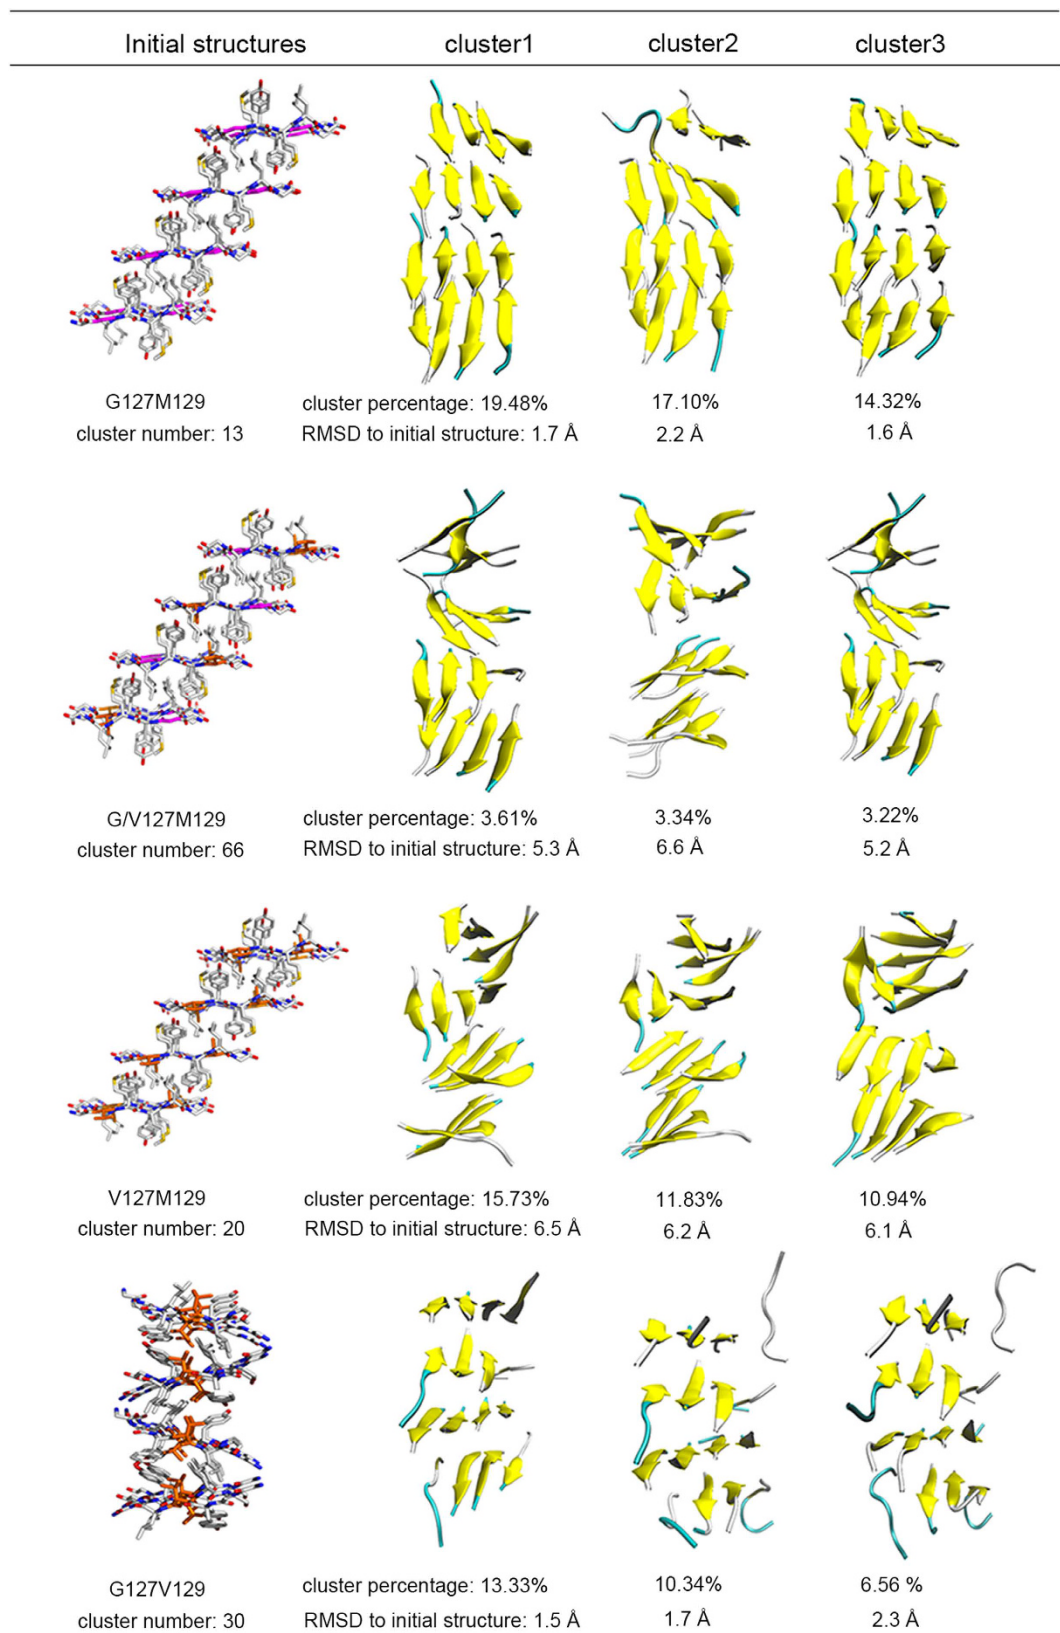 Initial structures cluster1 cluster2 cluster3
G127M129 cluster percentage: 19.48% 17.10% 14.32%
cluster number: 13 RMSD to initial structure: 1.7 Å 2.2 Å 1.6 Å
G/V127M129 cluster percentage: 3.61% 3.34% 3.22%
cluster number: 66 RMSD to initial structure: 5.3 Å 6.6 Å 5.2 Å
V127M129 cluster percentage: 15.73% 11.83% 10.94%
cluster number: 20 RMSD to initial structure: 6.5 Å 6.2 Å 6.1 Å
G127V129 cluster percentage: 13.33% 10.34% 6.56 %
cluster number: 30 RMSD to initial structure: 1.5 Å 1.7 Å 2.3 Å